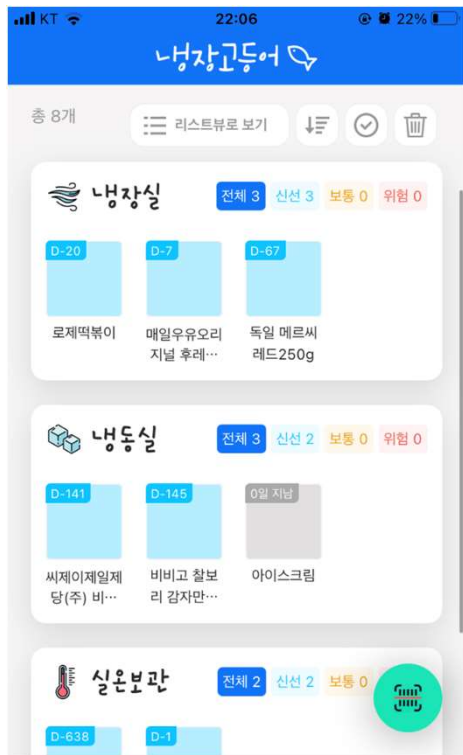 KT 22:06 22%
냉장고등어
총 8개 리스트뷰로 보기
냉장실 전체 3 신선 3 보통 0 위험 0
D-20 D-7 D-67
로제떡볶이 매일우유오리 독일 메르씨
지널 후레··· 레드250g
냉동실 전체 3 신선 2 보통 0 위험 0
D-141 D-145 0일 지남
씨제이제일제 비비고 찰보 아이스크림
당(주) 비··· 리 감자만···
실온보관 전체 2 신선 2 보통 0
D-638 D-1